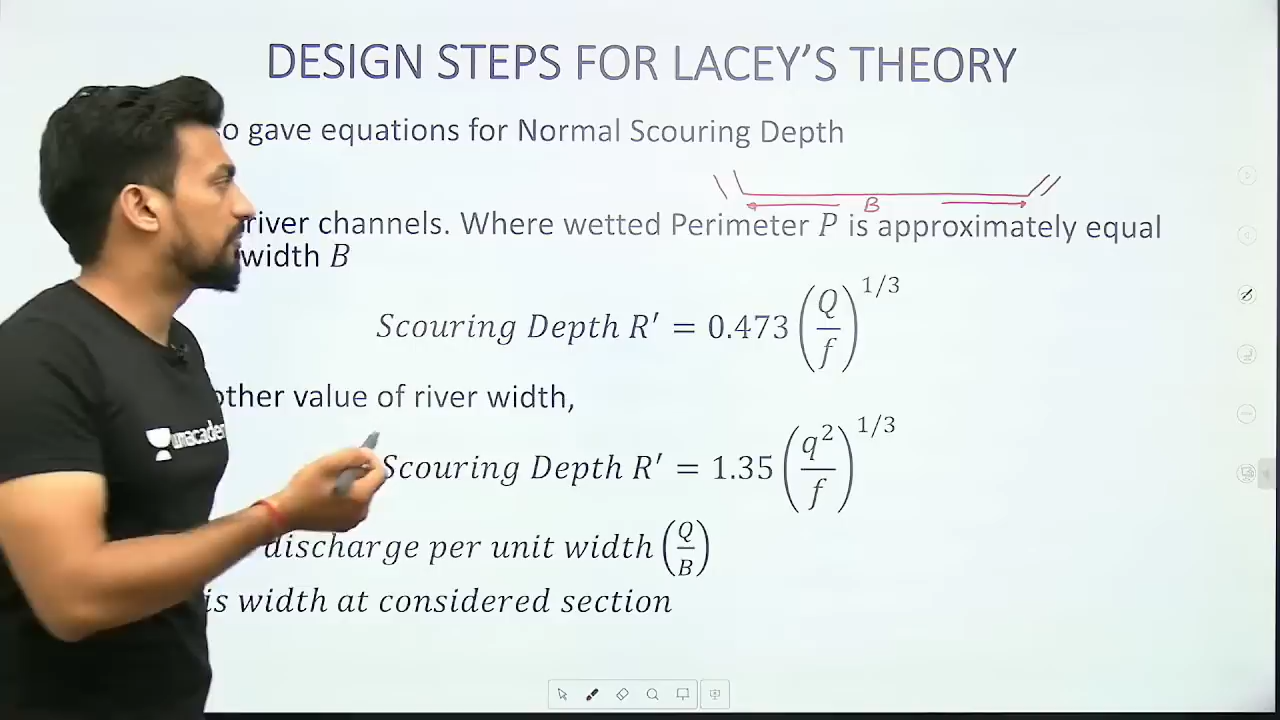 DESIGN STEPS FOR LACEY'S THEORY
so gave equations for Normal Scouring Depth
B
river channels. Where wetted Perimeter P is approximately equal
width B
Scouring Depth R′ = 0.473 (Q/f)^1/3
other value of river width,
unacadem
Scouring Depth R′ = 1.35 (q²/f)^1/3
discharge per unit width (Q/B)
is width at considered section